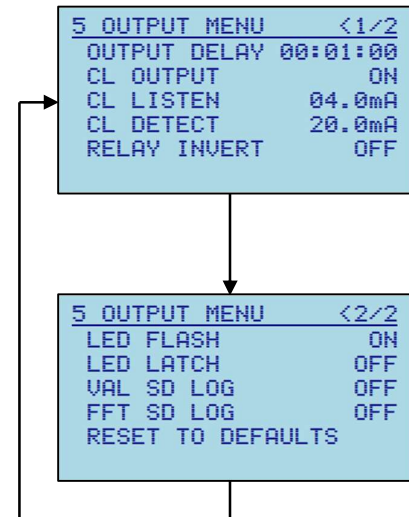 5 OUTPUT MENU <1/2
OUTPUT DELAY 00:01:00
CL OUTPUT ON
CL LISTEN 04.0mA
CL DETECT 20.0mA
RELAY INVERT OFF
5 OUTPUT MENU <2/2
LED FLASH ON
LED LATCH OFF
VAL SD LOG OFF
FFT SD LOG OFF
RESET TO DEFAULTS